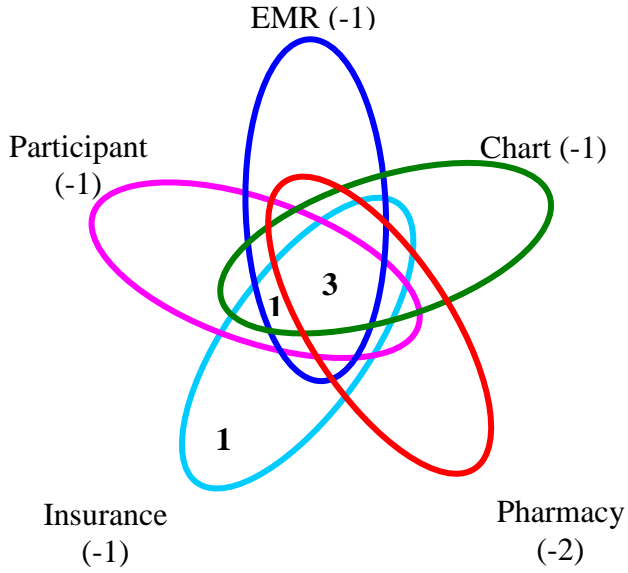 EMR (-1)
Participant
(-1)
Chart (-1)
3
1
1
Insurance
(-1)
Pharmacy
(-2)